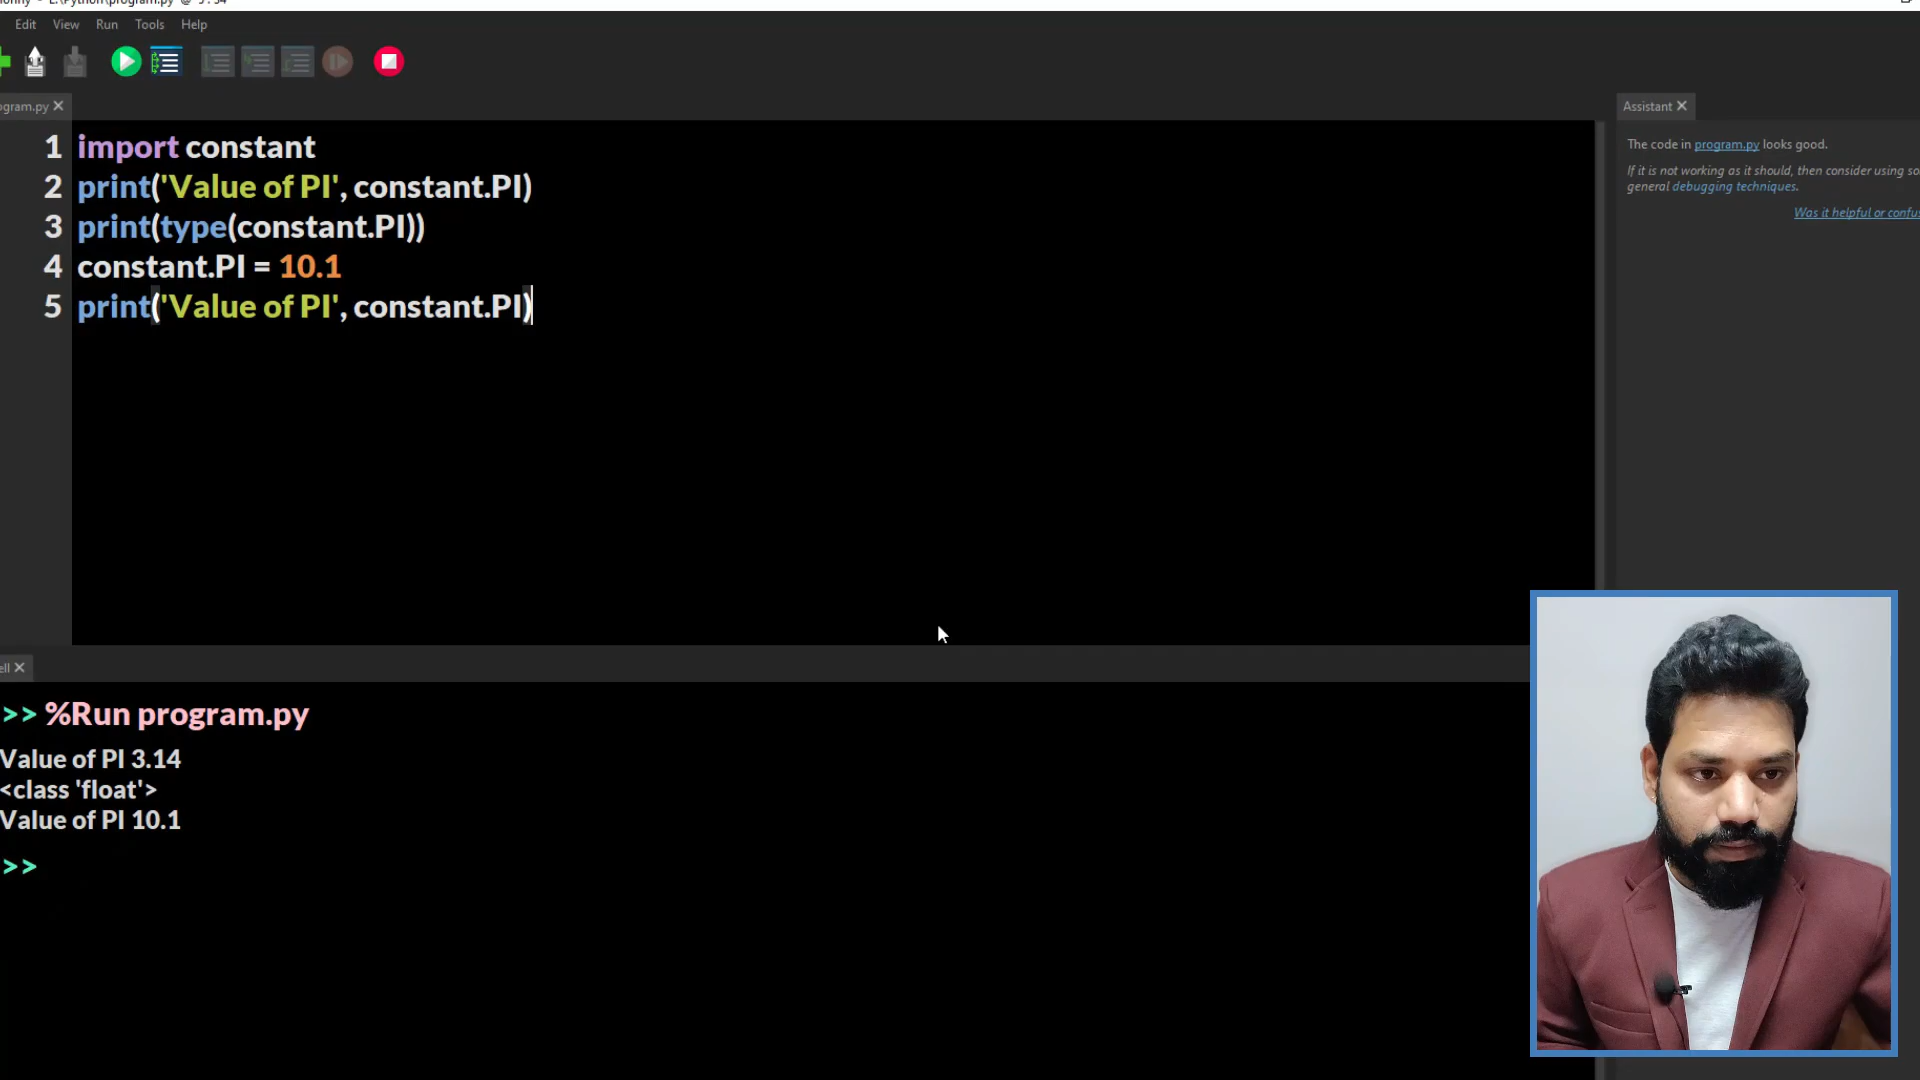 Edit View Run Tools Help
program.py
Assistant
1 import constant
2 print('Value of PI', constant.PI)
3 print(type(constant.PI))
4 constant.PI = 10.1
5 print('Value of PI', constant.PI)
The code in program.py looks good.
If it is not working as it should, then consider using
general debugging techniques.
Was it helpful or
>> %Run program.py
Value of PI 3.14
<class 'float'>
Value of PI 10.1
>>